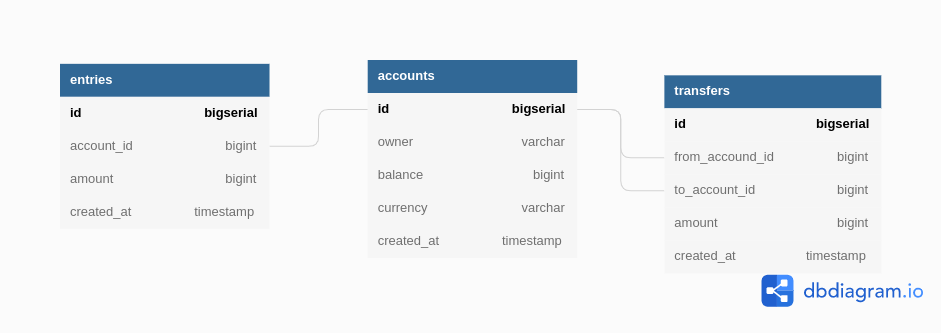 entries
id bigserial
account_id bigint
amount bigint
created_at timestamp
accounts
id bigserial
owner varchar
balance bigint
currency varchar
created_at timestamp
transfers
id bigserial
from_accound_id bigint
to_account_id bigint
amount bigint
created_at timestamp
dbdiagram.io